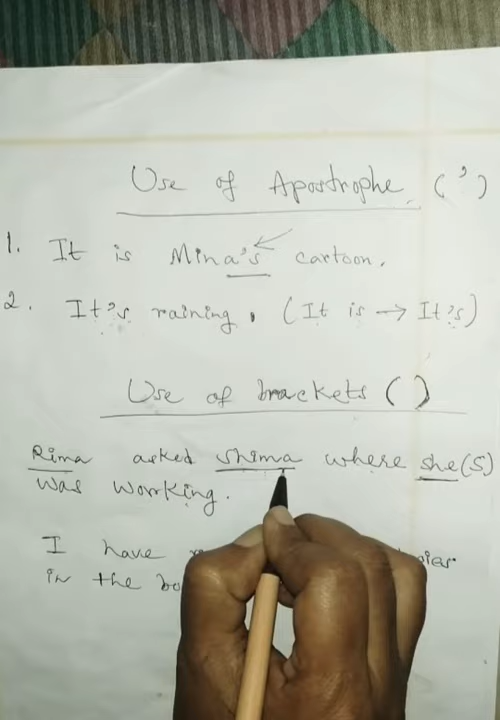 Use of Apostrophe (’)
1. It is Mina's cartoon.
2. It's raining. (It is → It's)
Use of brackets ( )
Rima asked Shima where she (S)
was working.
I have
in the